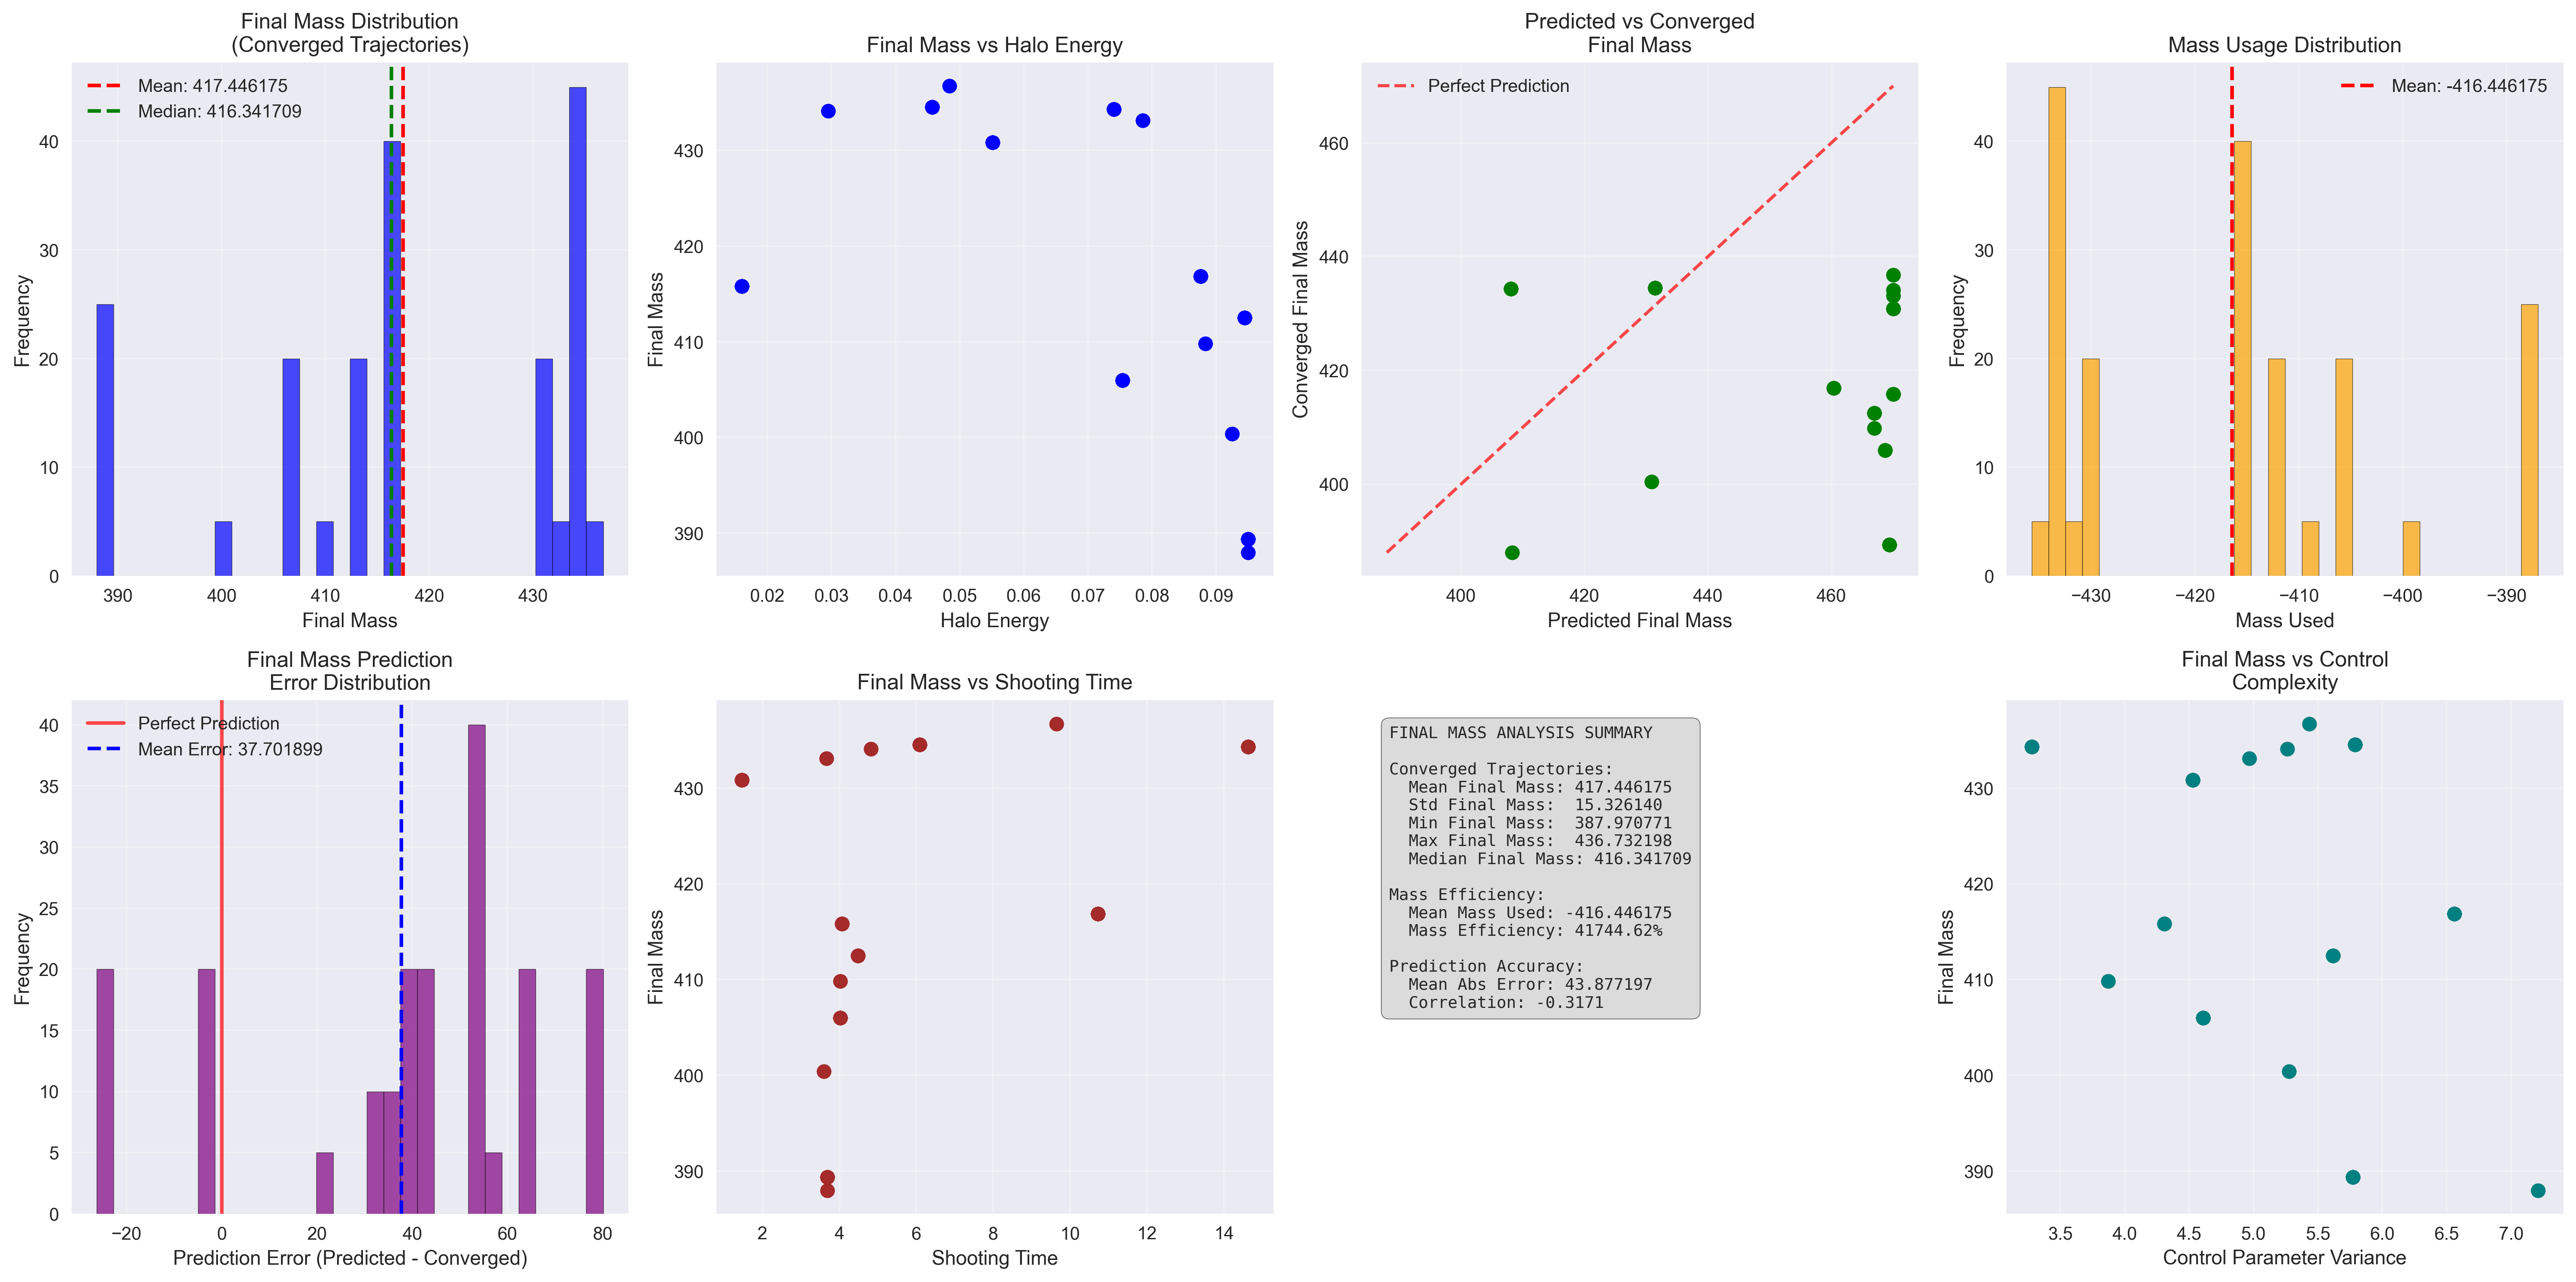 Final Mass Distribution
(Converged Trajectories)
Mean: 417.446175
Median: 416.341709
Frequency
0
10
20
30
40
390
400
410
420
430
Final Mass
Final Mass vs Halo Energy
Final Mass
390
400
410
420
430
0.02
0.03
0.04
0.05
0.06
0.07
0.08
0.09
Halo Energy
Predicted vs Converged
Final Mass
Perfect Prediction
Converged Final Mass
400
420
440
460
400
420
440
460
Predicted Final Mass
Mass Usage Distribution
Mean: -416.446175
Frequency
0
10
20
30
40
−430
−420
−410
−400
−390
Mass Used
Final Mass Prediction
Error Distribution
Perfect Prediction
Mean Error: 37.701899
Frequency
0
5
10
15
20
25
30
35
40
−20
0
20
40
60
80
Prediction Error (Predicted - Converged)
Final Mass vs Shooting Time
Final Mass
390
400
410
420
430
2
4
6
8
10
12
14
Shooting Time
FINAL MASS ANALYSIS SUMMARY
Converged Trajectories:
Mean Final Mass: 417.446175
Std Final Mass:  15.326140
Min Final Mass:  387.970771
Max Final Mass:  436.732198
Median Final Mass: 416.341709
Mass Efficiency:
Mean Mass Used: -416.446175
Mass Efficiency: 41744.62%
Prediction Accuracy:
Mean Abs Error: 43.877197
Correlation: -0.3171
Final Mass vs Control
Complexity
Final Mass
390
400
410
420
430
3.5
4.0
4.5
5.0
5.5
6.0
6.5
7.0
Control Parameter Variance